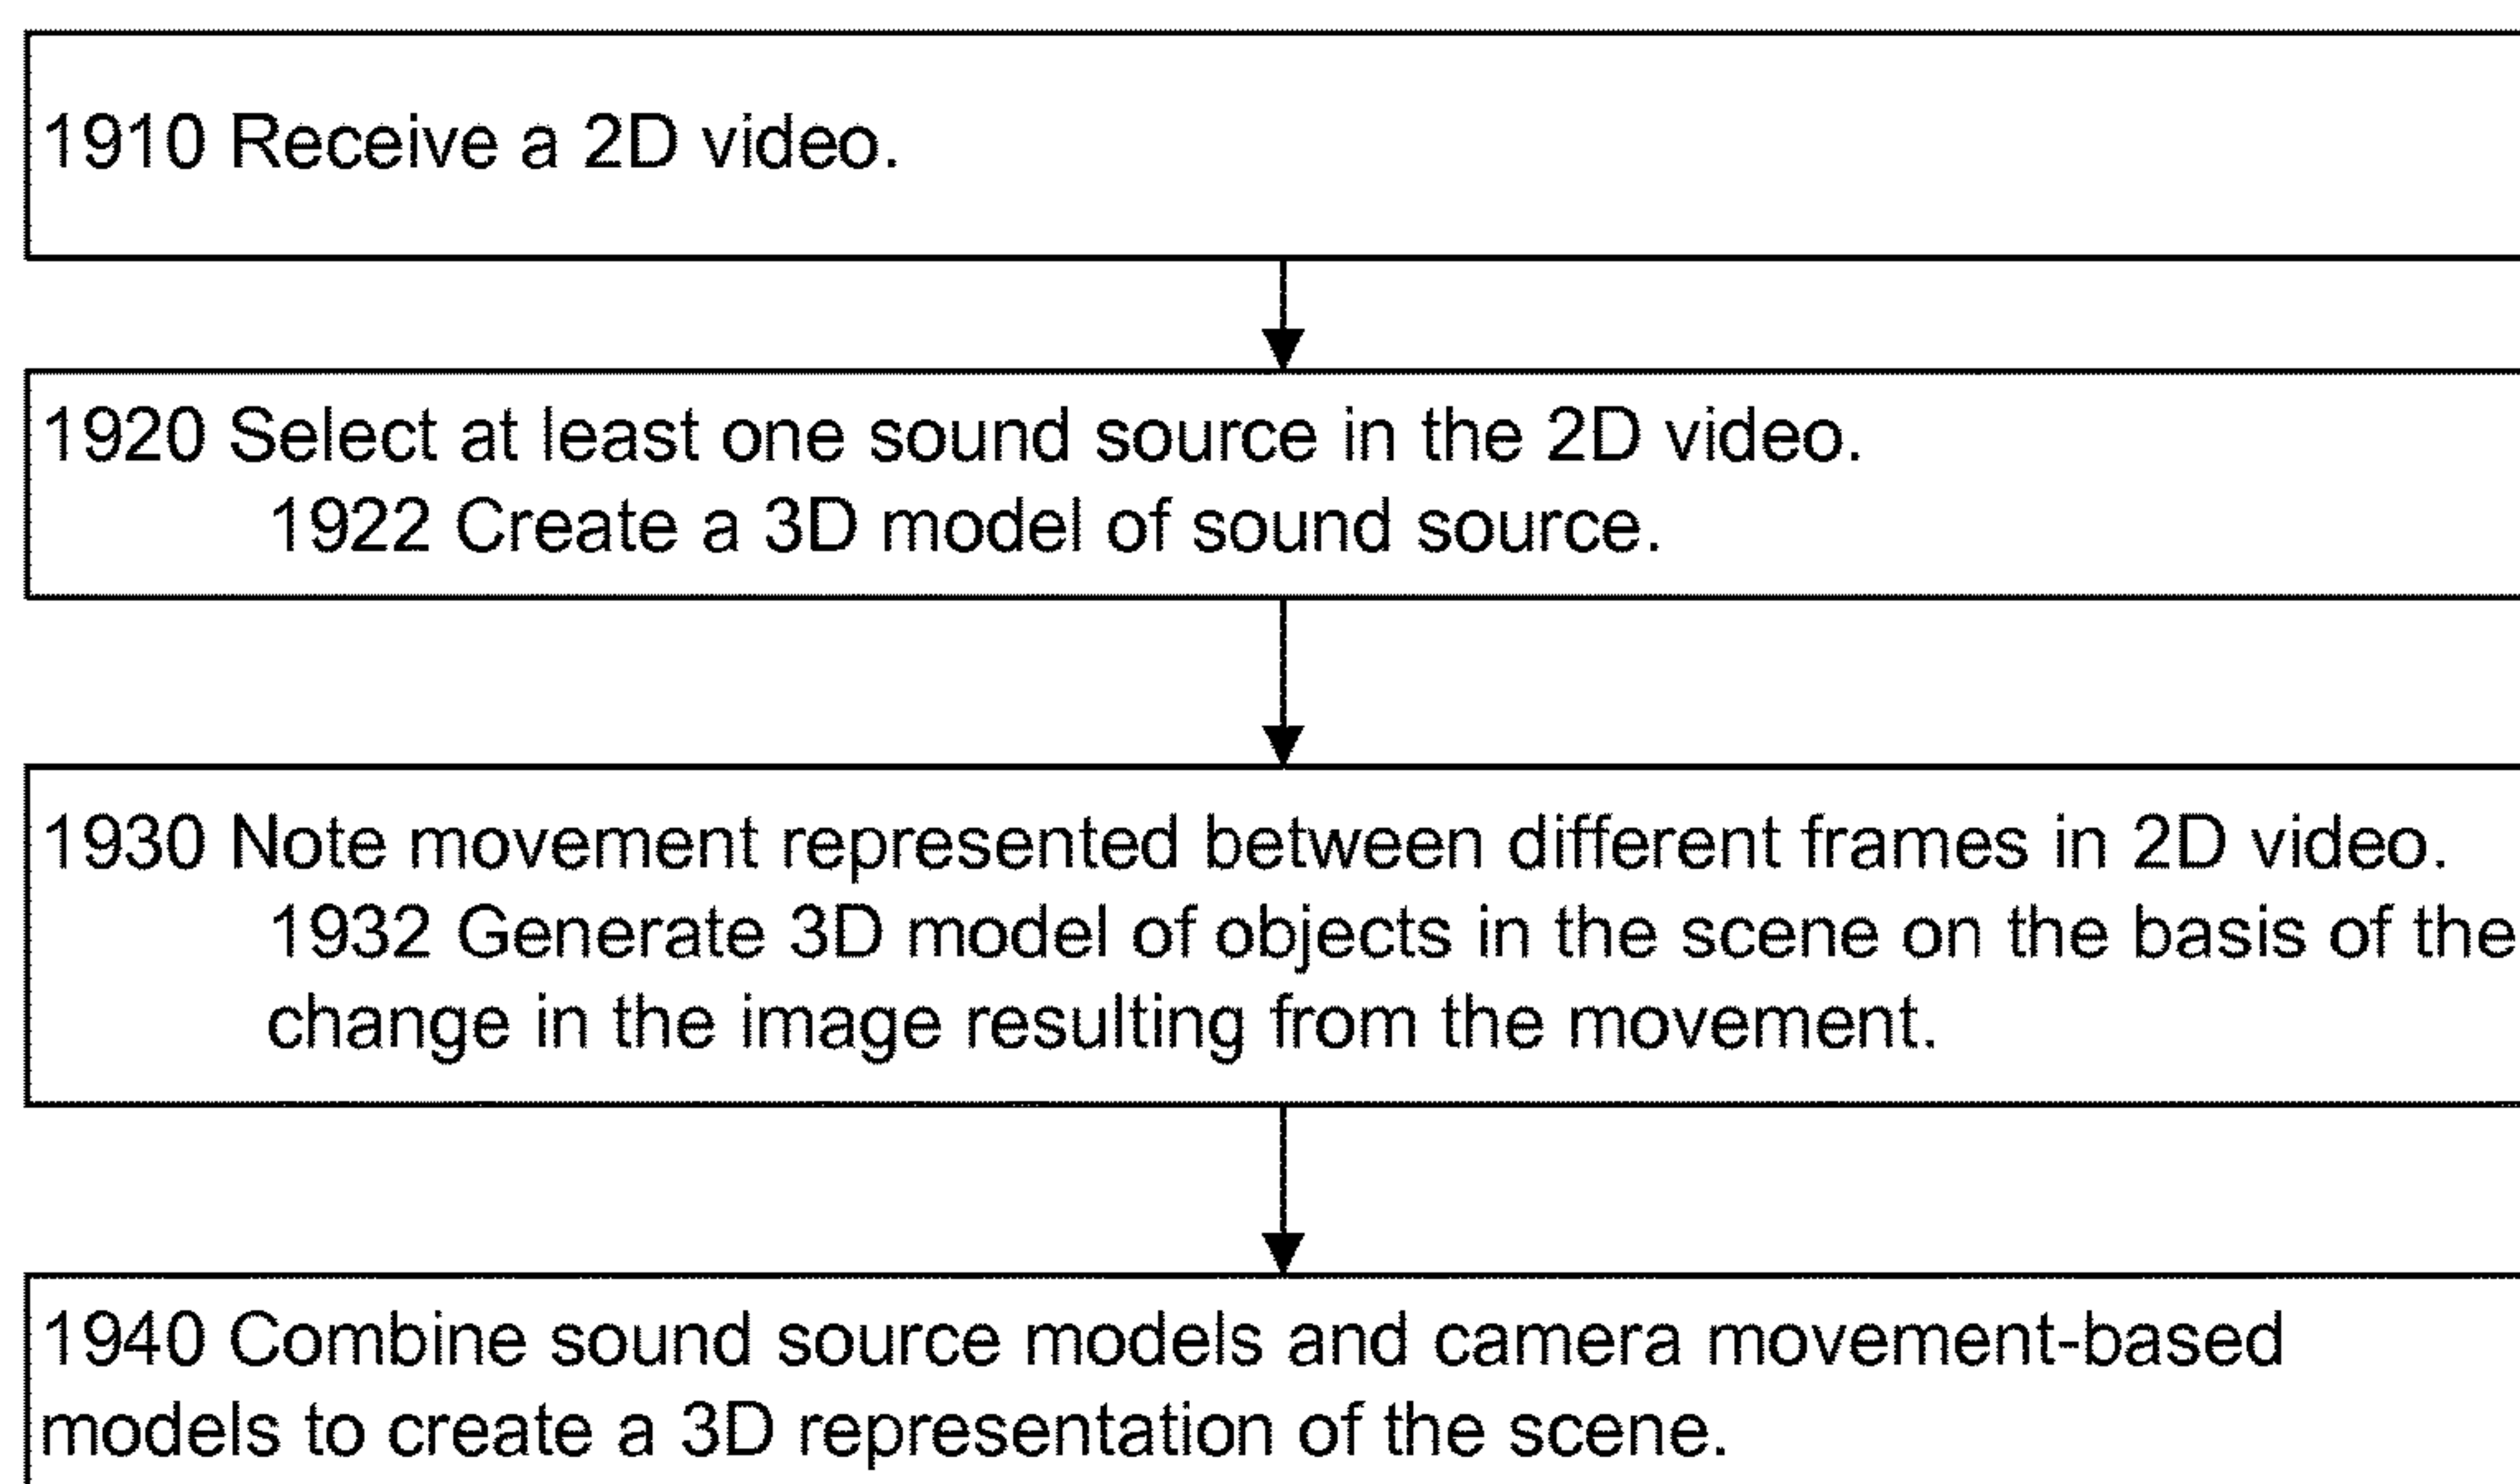 1910 Receive a 2D video.
1920 Select at least one sound source in the 2D video.
1922 Create a 3D model of sound source.
1930 Note movement represented between different frames in 2D video.
1932 Generate 3D model of objects in the scene on the basis of the
change in the image resulting from the movement.
1940 Combine sound source models and camera movement-based
models to create a 3D representation of the scene.